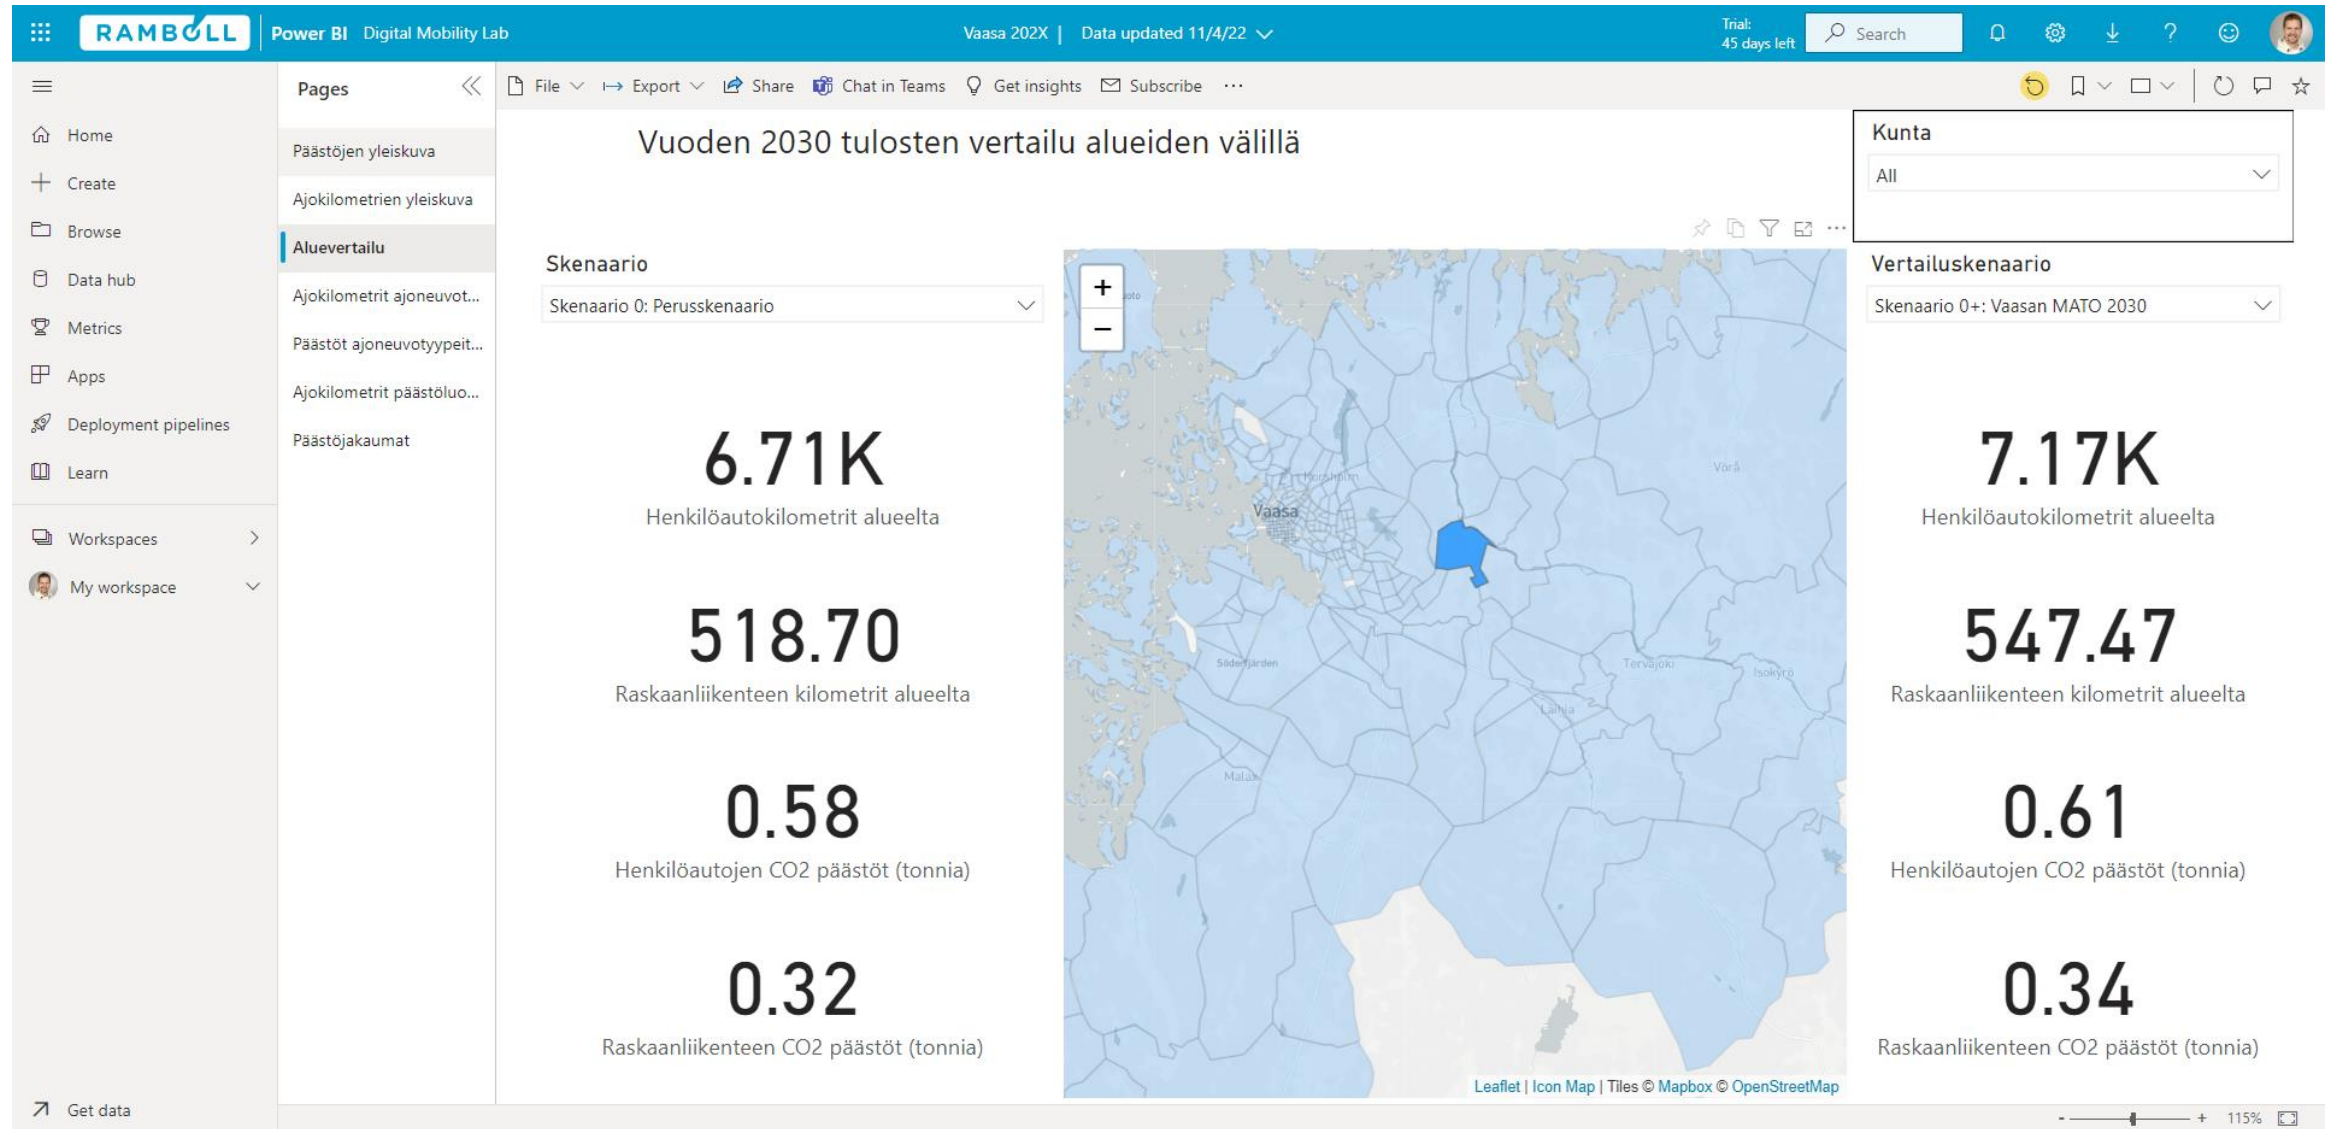 RAMBOLL
Power BI Digital Mobility Lab
Vaasa 202X | Data updated 11/4/22
Trial:
45 days left
Search
Pages
File Export Share Chat in Teams Get insights Subscribe ...
Home
Create
Browse
Data hub
Metrics
Apps
Deployment pipelines
Learn
Workspaces
My workspace
Get data
Päästöjen yleiskuva
Ajokilometrien yleiskuva
Aluevertailu
Ajokilometrit ajoneuvot...
Päästöt ajoneuvotyypeit...
Ajokilometrit päästöluo...
Päästöjakaumat
Vuoden 2030 tulosten vertailu alueiden välillä
Kunta
All
Skenaario
Skenaario 0: Perusskenaario
6.71K
Henkilöautokilometrit alueelta
518.70
Raskaanliikenteen kilometrit alueelta
0.58
Henkilöautojen CO2 päästöt (tonnia)
0.32
Raskaanliikenteen CO2 päästöt (tonnia)
+
−
Korsholm
Vaasa
Vörå
Söderfjärden
Tervajoki
Isokyrö
Laihia
Malax
Leaflet | Icon Map | Tiles © Mapbox © OpenStreetMap
Vertailuskenaario
Skenaario 0+: Vaasan MATO 2030
7.17K
Henkilöautokilometrit alueelta
547.47
Raskaanliikenteen kilometrit alueelta
0.61
Henkilöautojen CO2 päästöt (tonnia)
0.34
Raskaanliikenteen CO2 päästöt (tonnia)
- + 115%